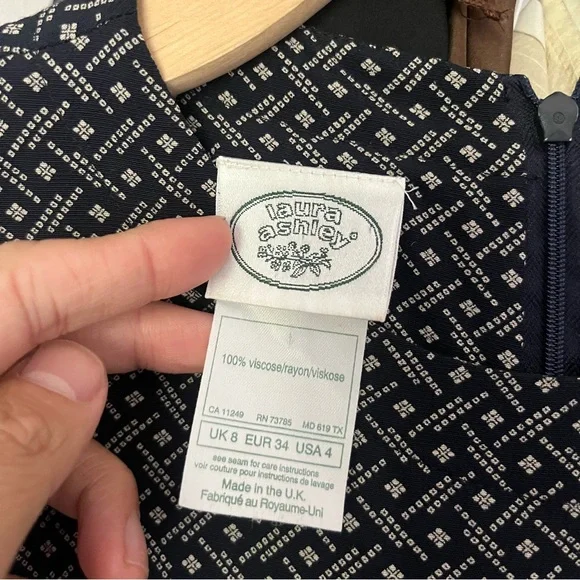 laura
ashley®
100% viscose/rayon/viskose
CA 11249 RN 73785 MD 619 TX
UK 8 EUR 34 USA 4
see seam for care instructions
voir couture pour instructions de lavage
Made in the U.K.
Fabriqué au Royaume-Uni